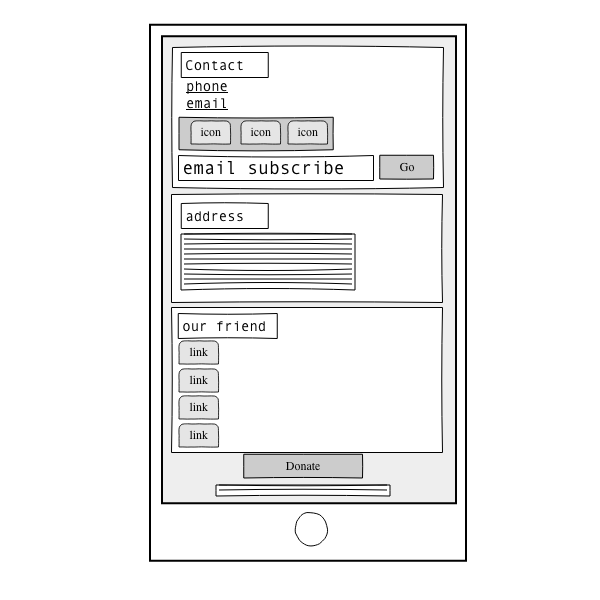 Contact
phone
email
icon icon icon
email subscribe Go
address
our friend
link
link
link
link
Donate